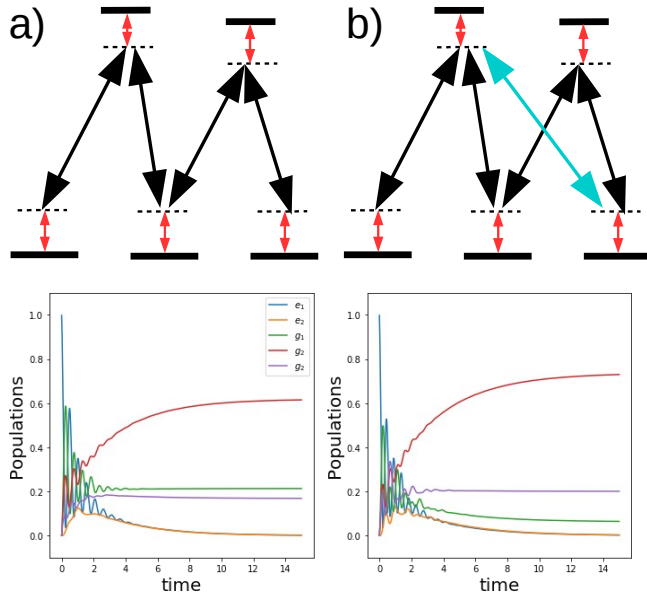 a) b)
1.0 1.0
e₁
e₂
0.8 g₁ 0.8
g₂
g₂
Populations 0.6 Populations 0.6
0.4 0.4
0.2 0.2
0.0 0.0
0 2 4 6 8 10 12 14 0 2 4 6 8 10 12 14
time time